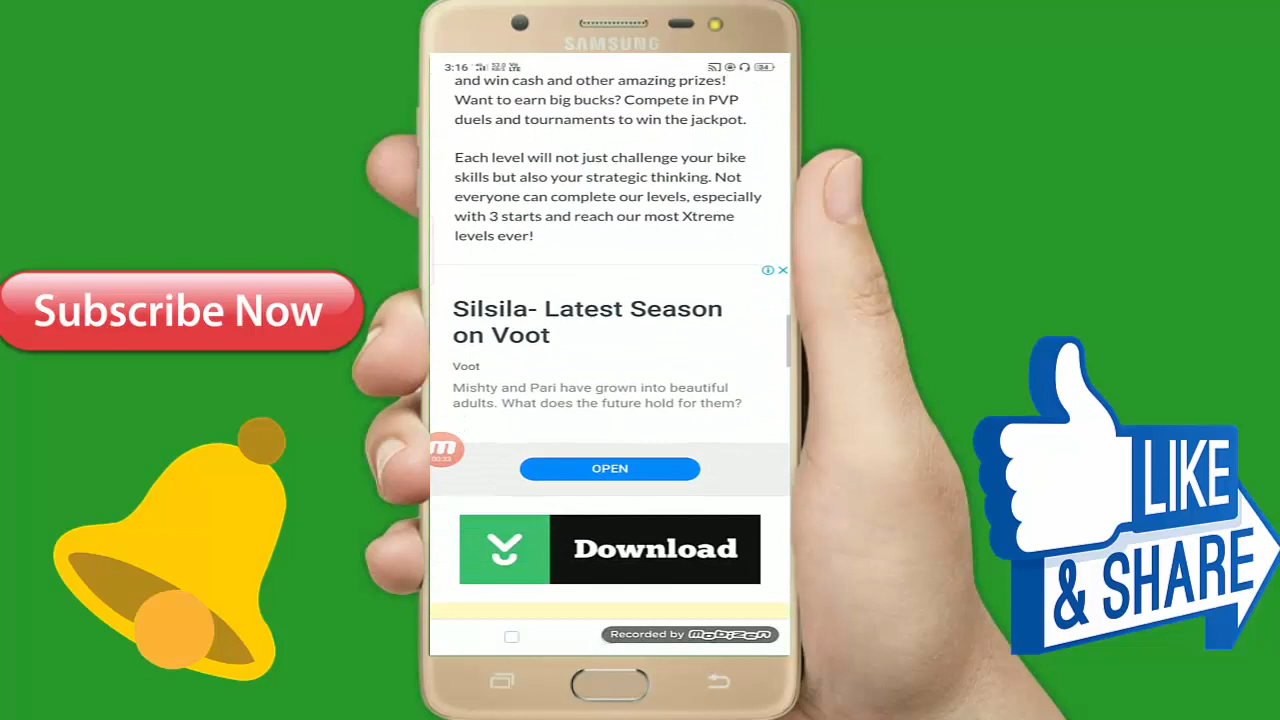 SAMSUNG
3:16
34
and win cash and other amazing prizes!
Want to earn big bucks? Compete in PVP
duels and tournaments to win the jackpot.
Each level will not just challenge your bike
skills but also your strategic thinking. Not
everyone can complete our levels, especially
with 3 starts and reach our most Xtreme
levels ever!
Silsila- Latest Season
on Voot
Voot
Mishty and Pari have grown into beautiful
adults. What does the future hold for them?
OPEN
Download
Recorded by mobizen
Subscribe Now
LIKE
& SHARE